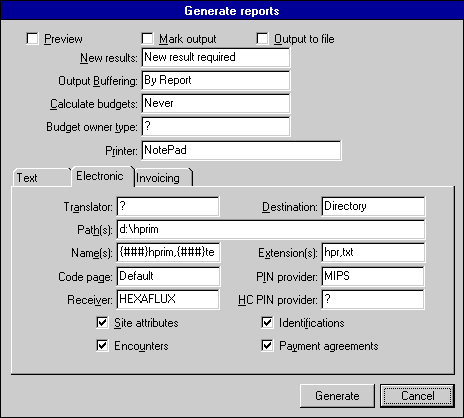 Generate reports
Preview Mark output Output to file
New results: New result required
Output Buffering: By Report
Calculate budgets: Never
Budget owner type: ?
Printer: NotePad
Text Electronic Invoicing
Translator: ? Destination: Directory
Path(s): d:\hprim
Name(s): {###}hprim,{###}te Extension(s): hpr,txt
Code page: Default PIN provider: MIPS
Receiver: HEXAFLUX HC PIN provider: ?
Site attributes Identifications
Encounters Payment agreements
Generate Cancel